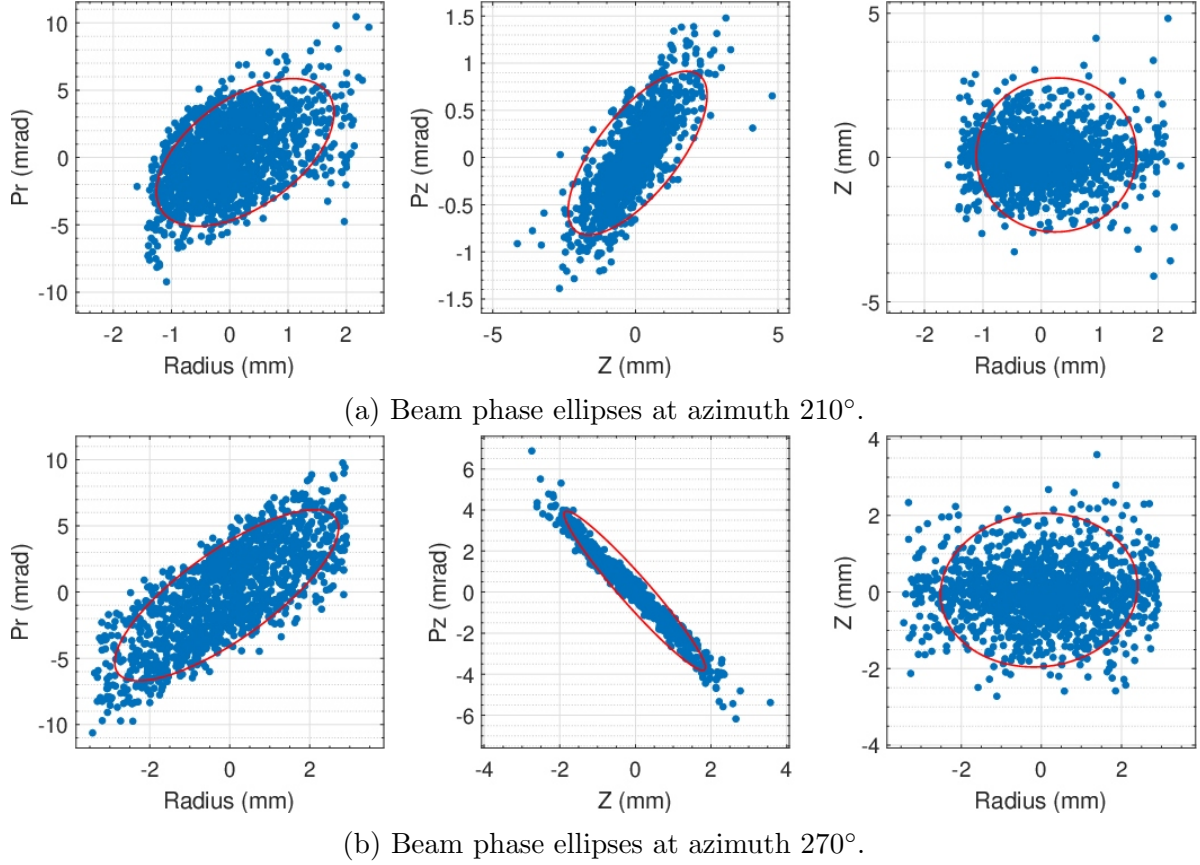 10
5
0
-5
-10
Pr (mrad)
-2 -1 0 1 2
Radius (mm)
1.5
1
0.5
0
-0.5
-1
-1.5
Pz (mrad)
-5 0 5
Z (mm)
5
0
-5
Z (mm)
-2 -1 0 1 2
Radius (mm)
(a) Beam phase ellipses at azimuth 210°.
10
5
0
-5
-10
Pr (mrad)
-2 0 2
Radius (mm)
6
4
2
0
-2
-4
-6
Pz (mrad)
-4 -2 0 2 4
Z (mm)
4
2
0
-2
-4
Z (mm)
-2 0 2
Radius (mm)
(b) Beam phase ellipses at azimuth 270°.